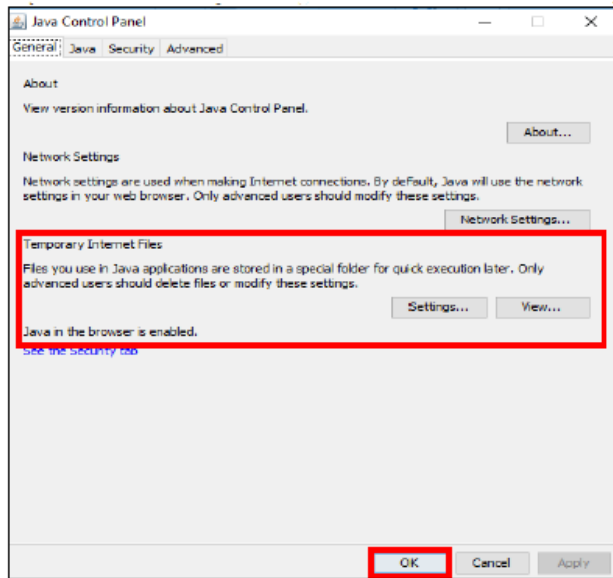 Java Control Panel
General Java Security Advanced
About
View version information about Java Control Panel.
About...
Network Settings
Network settings are used when making Internet connections. By default, Java will use the network
settings in your web browser. Only advanced users should modify these settings.
Network Settings...
Temporary Internet Files
Files you use in Java applications are stored in a special folder for quick execution later. Only
advanced users should delete files or modify these settings.
Settings... View...
Java in the browser is enabled.
See the Security tab
OK Cancel Apply